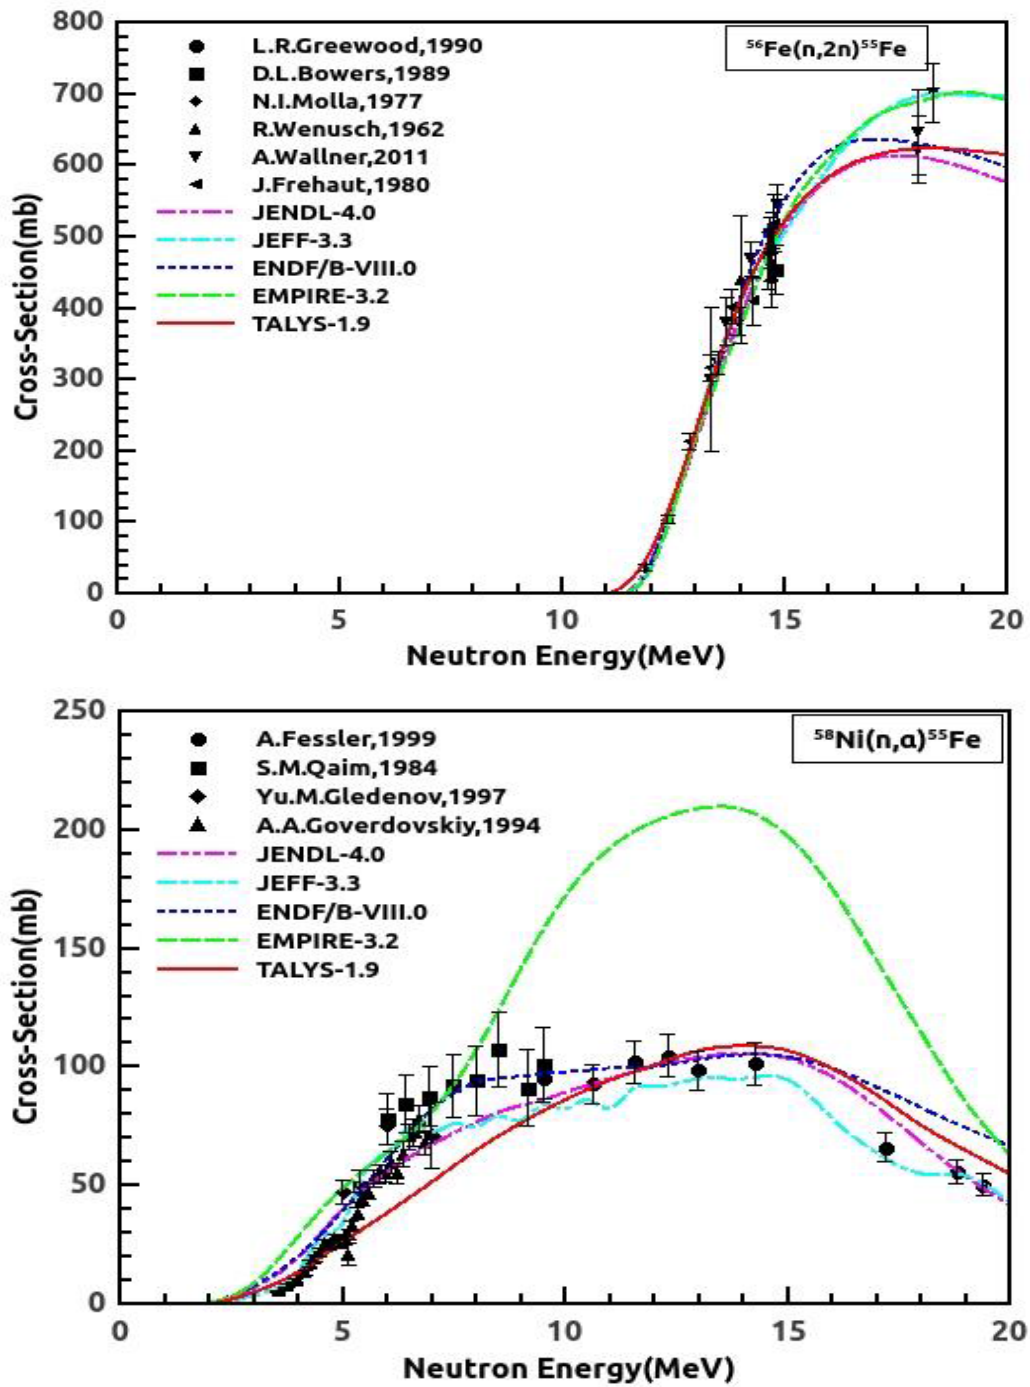 800
700
600
500
400
300
200
100
0
Cross-Section(mb)
L.R.Greewood,1990
D.L.Bowers,1989
N.I.Molla,1977
R.Wenusch,1962
A.Wallner,2011
J.Frehaut,1980
JENDL-4.0
JEFF-3.3
ENDF/B-VIII.0
EMPIRE-3.2
TALYS-1.9
⁵⁶Fe(n,2n)⁵⁵Fe
0 5 10 15 20
Neutron Energy(MeV)
250
200
150
100
50
0
Cross-Section(mb)
A.Fessler,1999
S.M.Qaim,1984
Yu.M.Gledenov,1997
A.A.Goverdovskiy,1994
JENDL-4.0
JEFF-3.3
ENDF/B-VIII.0
EMPIRE-3.2
TALYS-1.9
⁵⁸Ni(n,α)⁵⁵Fe
0 5 10 15 20
Neutron Energy(MeV)